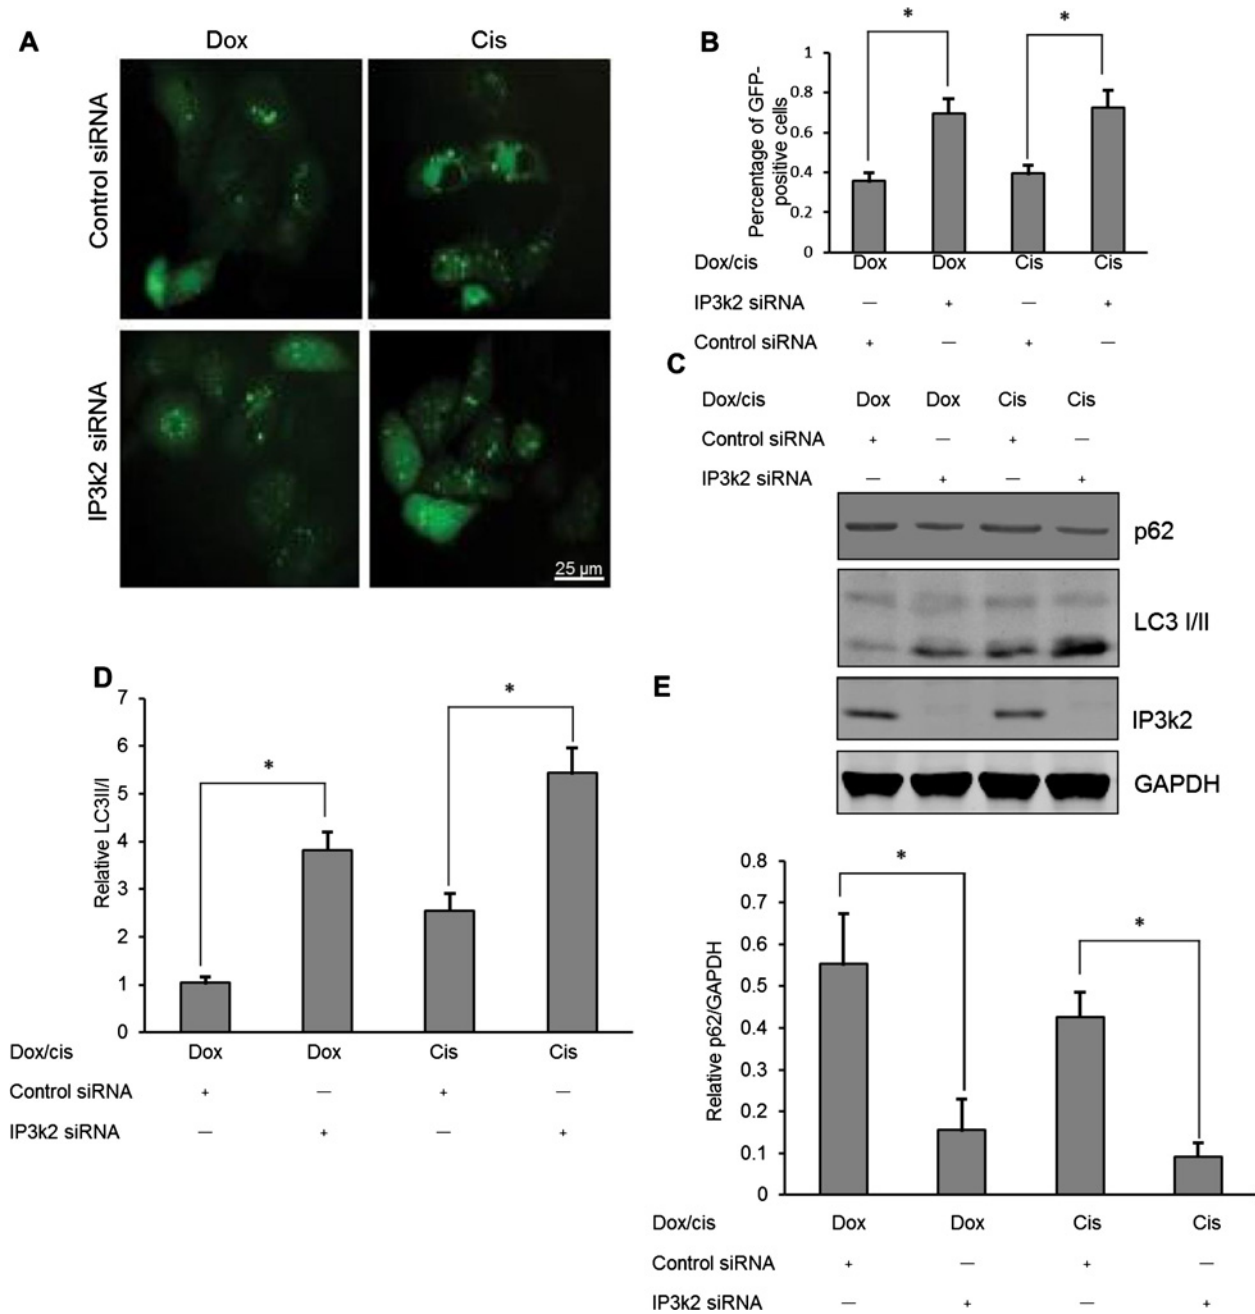 A
Dox Cis
Control siRNA
IP3k2 siRNA
25 µm
B
* *
Percentage of GFP-
positive cells
1
0.8
0.6
0.4
0.2
0
Dox/cis Dox Dox Cis Cis
IP3k2 siRNA — + — +
Control siRNA + — + —
C
Dox/cis Dox Dox Cis Cis
Control siRNA + — + —
IP3k2 siRNA — + — +
p62
LC3 I/II
IP3k2
GAPDH
D
* *
Relative LC3II/I
7
6
5
4
3
2
1
0
Dox/cis Dox Dox Cis Cis
Control siRNA + — + —
IP3k2 siRNA — + — +
E
* *
Relative p62/GAPDH
0.8
0.7
0.6
0.5
0.4
0.3
0.2
0.1
0
Dox/cis Dox Dox Cis Cis
Control siRNA + — + —
IP3k2 siRNA — + — +